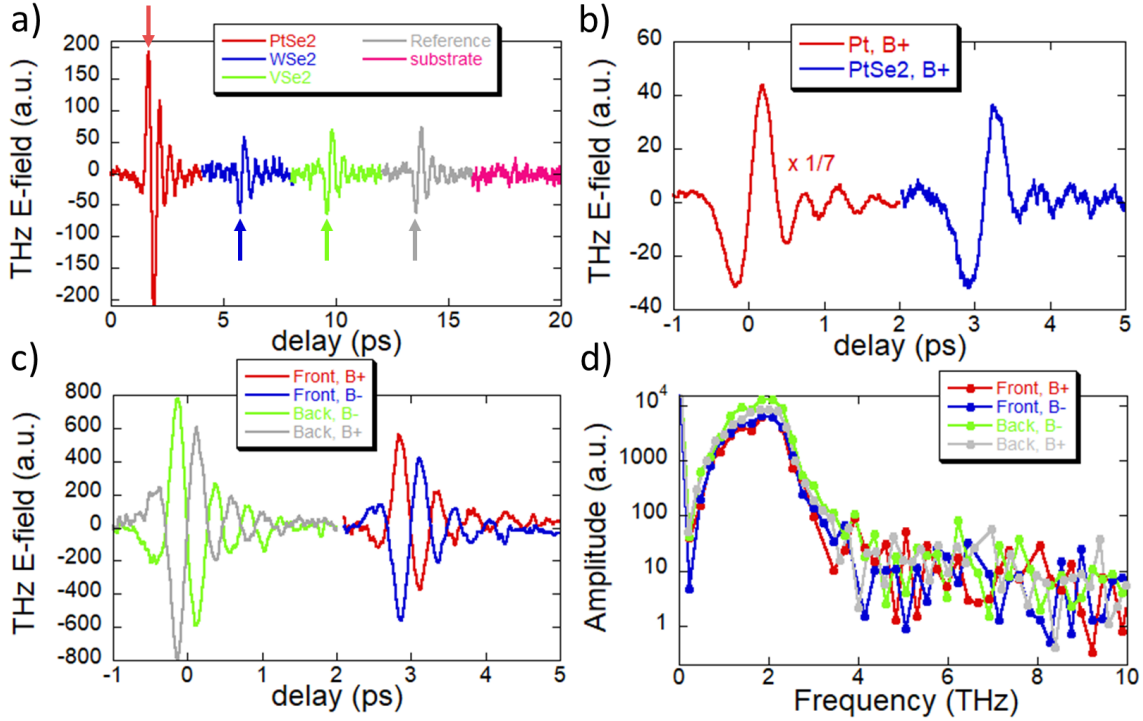 a)
PtSe2
WSe2
VSe2
Reference
substrate
THz E-field (a.u.)
200
150
100
50
0
-50
-100
-150
-200
0
5
10
15
20
delay (ps)
b)
Pt, B+
PtSe2, B+
x 1/7
THz E-field (a.u.)
60
40
20
0
-20
-40
-1
0
1
2
3
4
5
delay (ps)
c)
Front, B+
Front, B-
Back, B-
Back, B+
THz E-field (a.u.)
800
600
400
200
0
-200
-400
-600
-800
-1
0
1
2
3
4
5
delay (ps)
d)
Front, B+
Front, B-
Back, B-
Back, B+
Amplitude (a.u.)
10^4
1000
100
10
1
0
2
4
6
8
10
Frequency (THz)